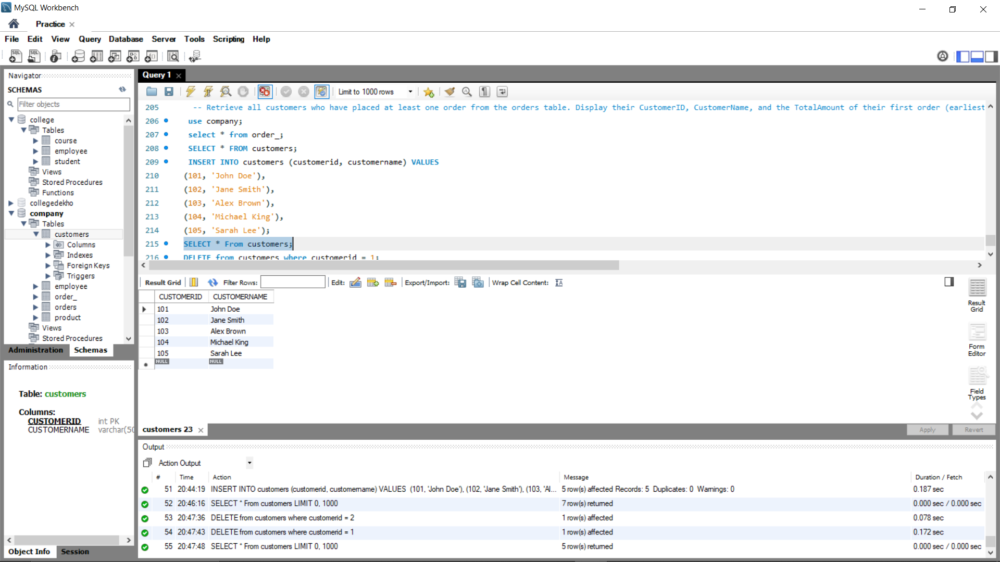 MySQL Workbench
Practice
File Edit View Query Database Server Tools Scripting Help
Navigator
SCHEMAS
Filter objects
college
Tables
course
employee
student
Views
Stored Procedures
Functions
collegedekho
company
Tables
customers
Columns
Indexes
Foreign Keys
Triggers
employee
order_
orders
product
Views
Stored Procedures
Administration Schemas
Information
Table: customers
Columns:
CUSTOMERID int PK
CUSTOMERNAME varchar(50
Object Info Session
Query 1
Limit to 1000 rows
205 -- Retrieve all customers who have placed at least one order from the orders table. Display their CustomerID, CustomerName, and the TotalAmount of their first order (earliest
206 use company;
207 select * from order_;
208 SELECT * FROM customers;
209 INSERT INTO customers (customerid, customername) VALUES
210 (101, 'John Doe'),
211 (102, 'Jane Smith'),
212 (103, 'Alex Brown'),
213 (104, 'Michael King'),
214 (105, 'Sarah Lee');
215 SELECT * From customers;
216 DELETE from customers where customerid = 1;
Result Grid Filter Rows: Edit: Export/Import: Wrap Cell Content:
CUSTOMERID CUSTOMERNAME
101 John Doe
102 Jane Smith
103 Alex Brown
104 Michael King
105 Sarah Lee
NULL NULL
Result
Grid
Form
Editor
Field
Types
customers 23
Apply Revert
Output
Action Output
# Time Action Message Duration / Fetch
51 20:44:19 INSERT INTO customers (customerid, customername) VALUES (101, 'John Doe'), (102, 'Jane Smith'), (103, 'Al... 5 row(s) affected Records: 5 Duplicates: 0 Warnings: 0 0.187 sec
52 20:46:16 SELECT * From customers LIMIT 0, 1000 7 row(s) returned 0.000 sec / 0.000 sec
53 20:47:36 DELETE from customers where customerid = 2 1 row(s) affected 0.078 sec
54 20:47:43 DELETE from customers where customerid = 1 1 row(s) affected 0.172 sec
55 20:47:48 SELECT * From customers LIMIT 0, 1000 5 row(s) returned 0.000 sec / 0.000 sec